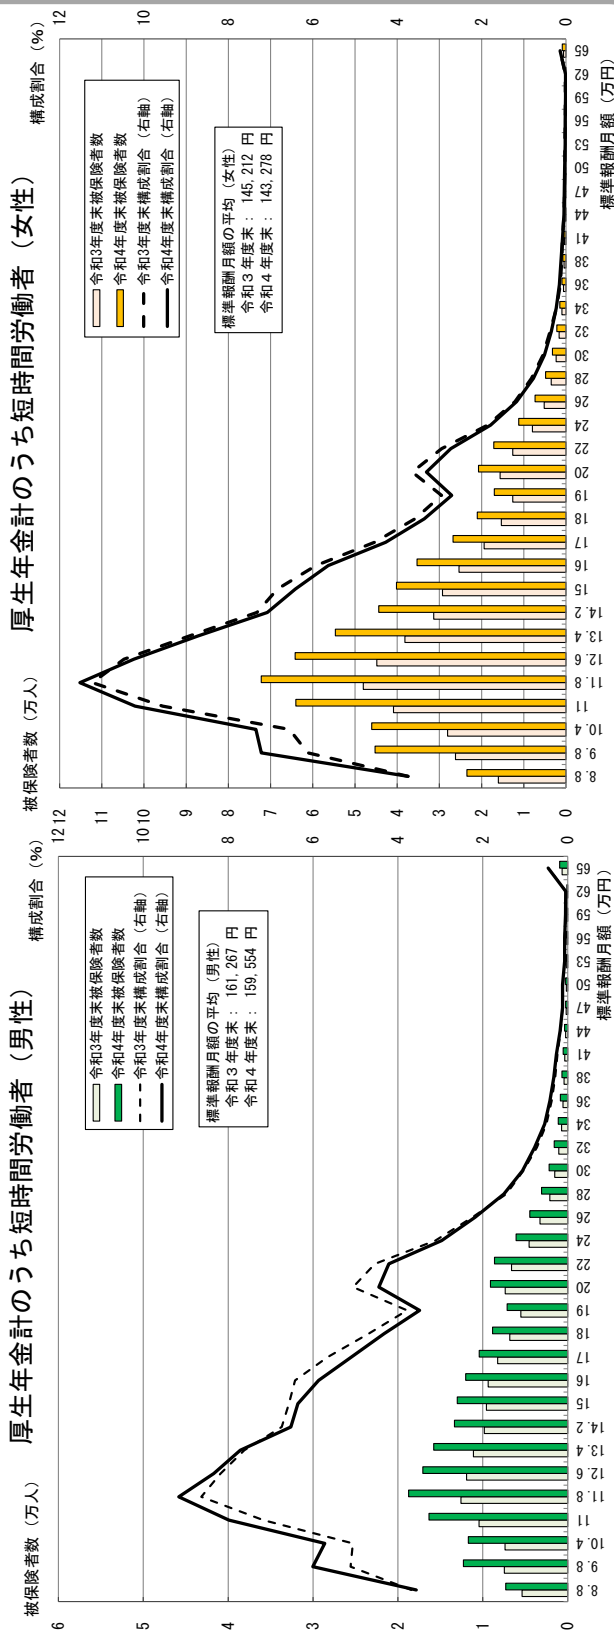 厚生年金計のうち短時間労働者（男性）
被保険者数（万人）
構成割合（％）
令和3年度末被保険者数
令和4年度末被保険者数
令和3年度末構成割合（右軸）
令和4年度末構成割合（右軸）
標準報酬月額の平均（男性）
令和３年度末： 161,267 円
令和４年度末： 159,554 円
6
5
4
3
2
1
0
12
10
8
6
4
2
0
8.8 9.8 10.4 11 11.8 12.6 13.4 14.2 15 16 17 18 19 20 22 24 26 28 30 32 34 36 38 41 44 47 50 53 56 59 62 65
標準報酬月額（万円）
厚生年金計のうち短時間労働者（女性）
被保険者数（万人）
構成割合（％）
令和3年度末被保険者数
令和4年度末被保険者数
令和3年度末構成割合（右軸）
令和4年度末構成割合（右軸）
標準報酬月額の平均（女性）
令和３年度末： 145,212 円
令和４年度末： 143,278 円
12
11
10
9
8
7
6
5
4
3
2
1
0
12
10
8
6
4
2
0
8.8 9.8 10.4 11 11.8 12.6 13.4 14.2 15 16 17 18 19 20 22 24 26 28 30 32 34 36 38 41 44 47 50 53 56 59 62 65
標準報酬月額（万円）